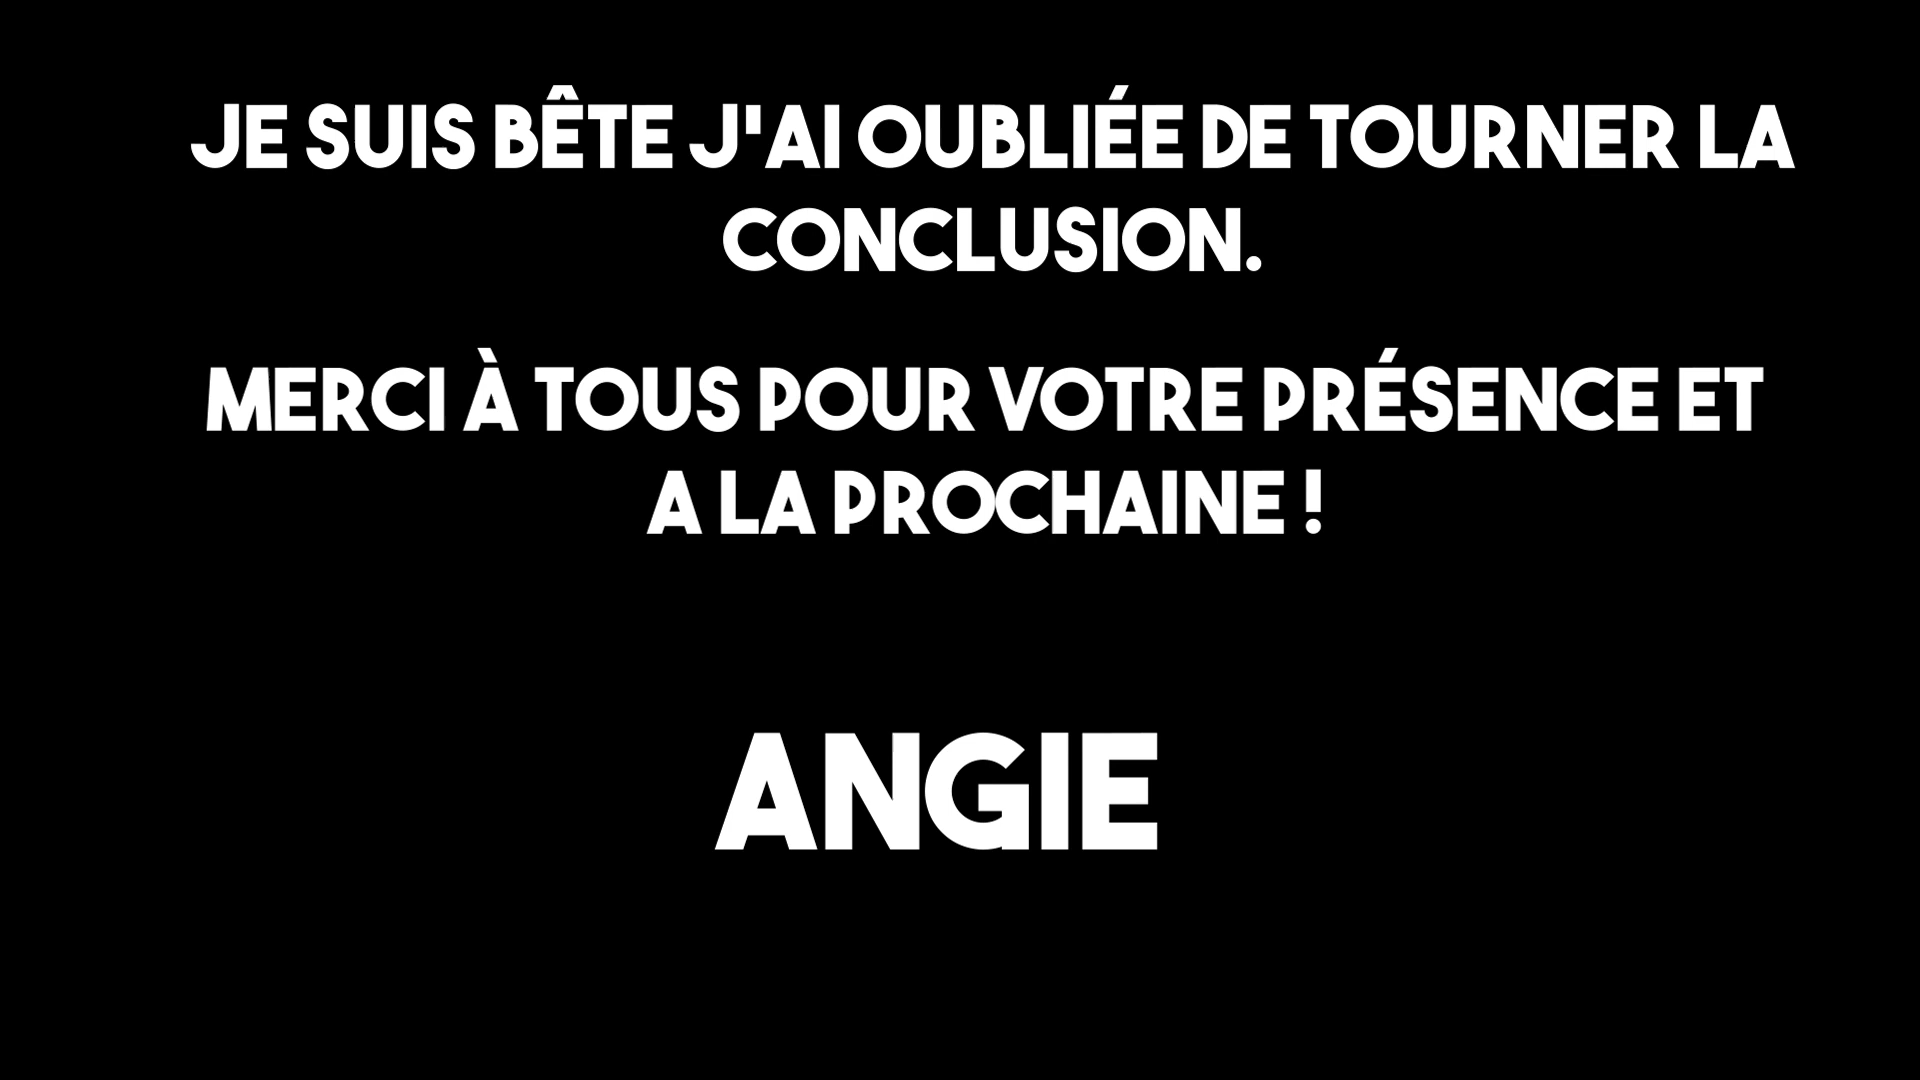 JE SUIS BÊTE J'AI OUBLIÉE DE TOURNER LA
CONCLUSION.
MERCI À TOUS POUR VOTRE PRÉSENCE ET
A LA PROCHAINE !
ANGIE